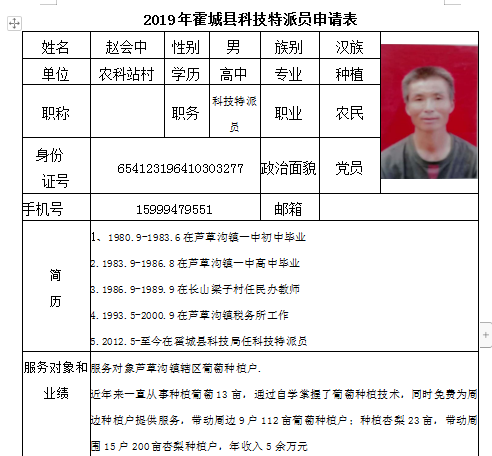 2019年霍城县科技特派员申请表
姓名 赵会中 性别 男 族别 汉族
单位 农科站村 学历 高中 专业 种植
职称 职务 科技特派员 职业 农民
身份证号 654123196410303277 政治面貌 党员
手机号 15999479551 邮箱
简历
1、1980.9-1983.6在芦草沟镇一中初中毕业
2.1983.9-1986.8在芦草沟镇一中高中毕业
3.1986.9-1989.9在长山梁子村任民办教师
4.1993.5-2000.9在芦草沟镇税务所工作
5.2012.5-至今在霍城县科技局任科技特派员
服务对象和业绩
服务对象芦草沟镇辖区葡萄种植户.
近年来一直从事种植葡萄13亩，通过自学掌握了葡萄种植技术，同时免费为周
边种植户提供服务，带动周边9户112亩葡萄种植户；种植杏梨23亩，带动周
围15户200亩杏梨种植户，年收入5余万元